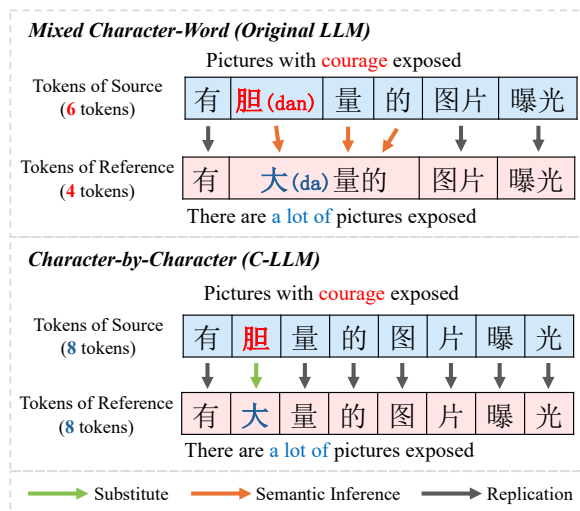 Mixed Character-Word (Original LLM)
Pictures with courage exposed
Tokens of Source
(6 tokens)
有 胆(dan) 量 的 图片 曝光
Tokens of Reference
(4 tokens)
有 大(da)量的 图片 曝光
There are a lot of pictures exposed
Character-by-Character (C-LLM)
Pictures with courage exposed
Tokens of Source
(8 tokens)
有 胆 量 的 图 片 曝 光
Tokens of Reference
(8 tokens)
有 大 量 的 图 片 曝 光
There are a lot of pictures exposed
Substitute Semantic Inference Replication